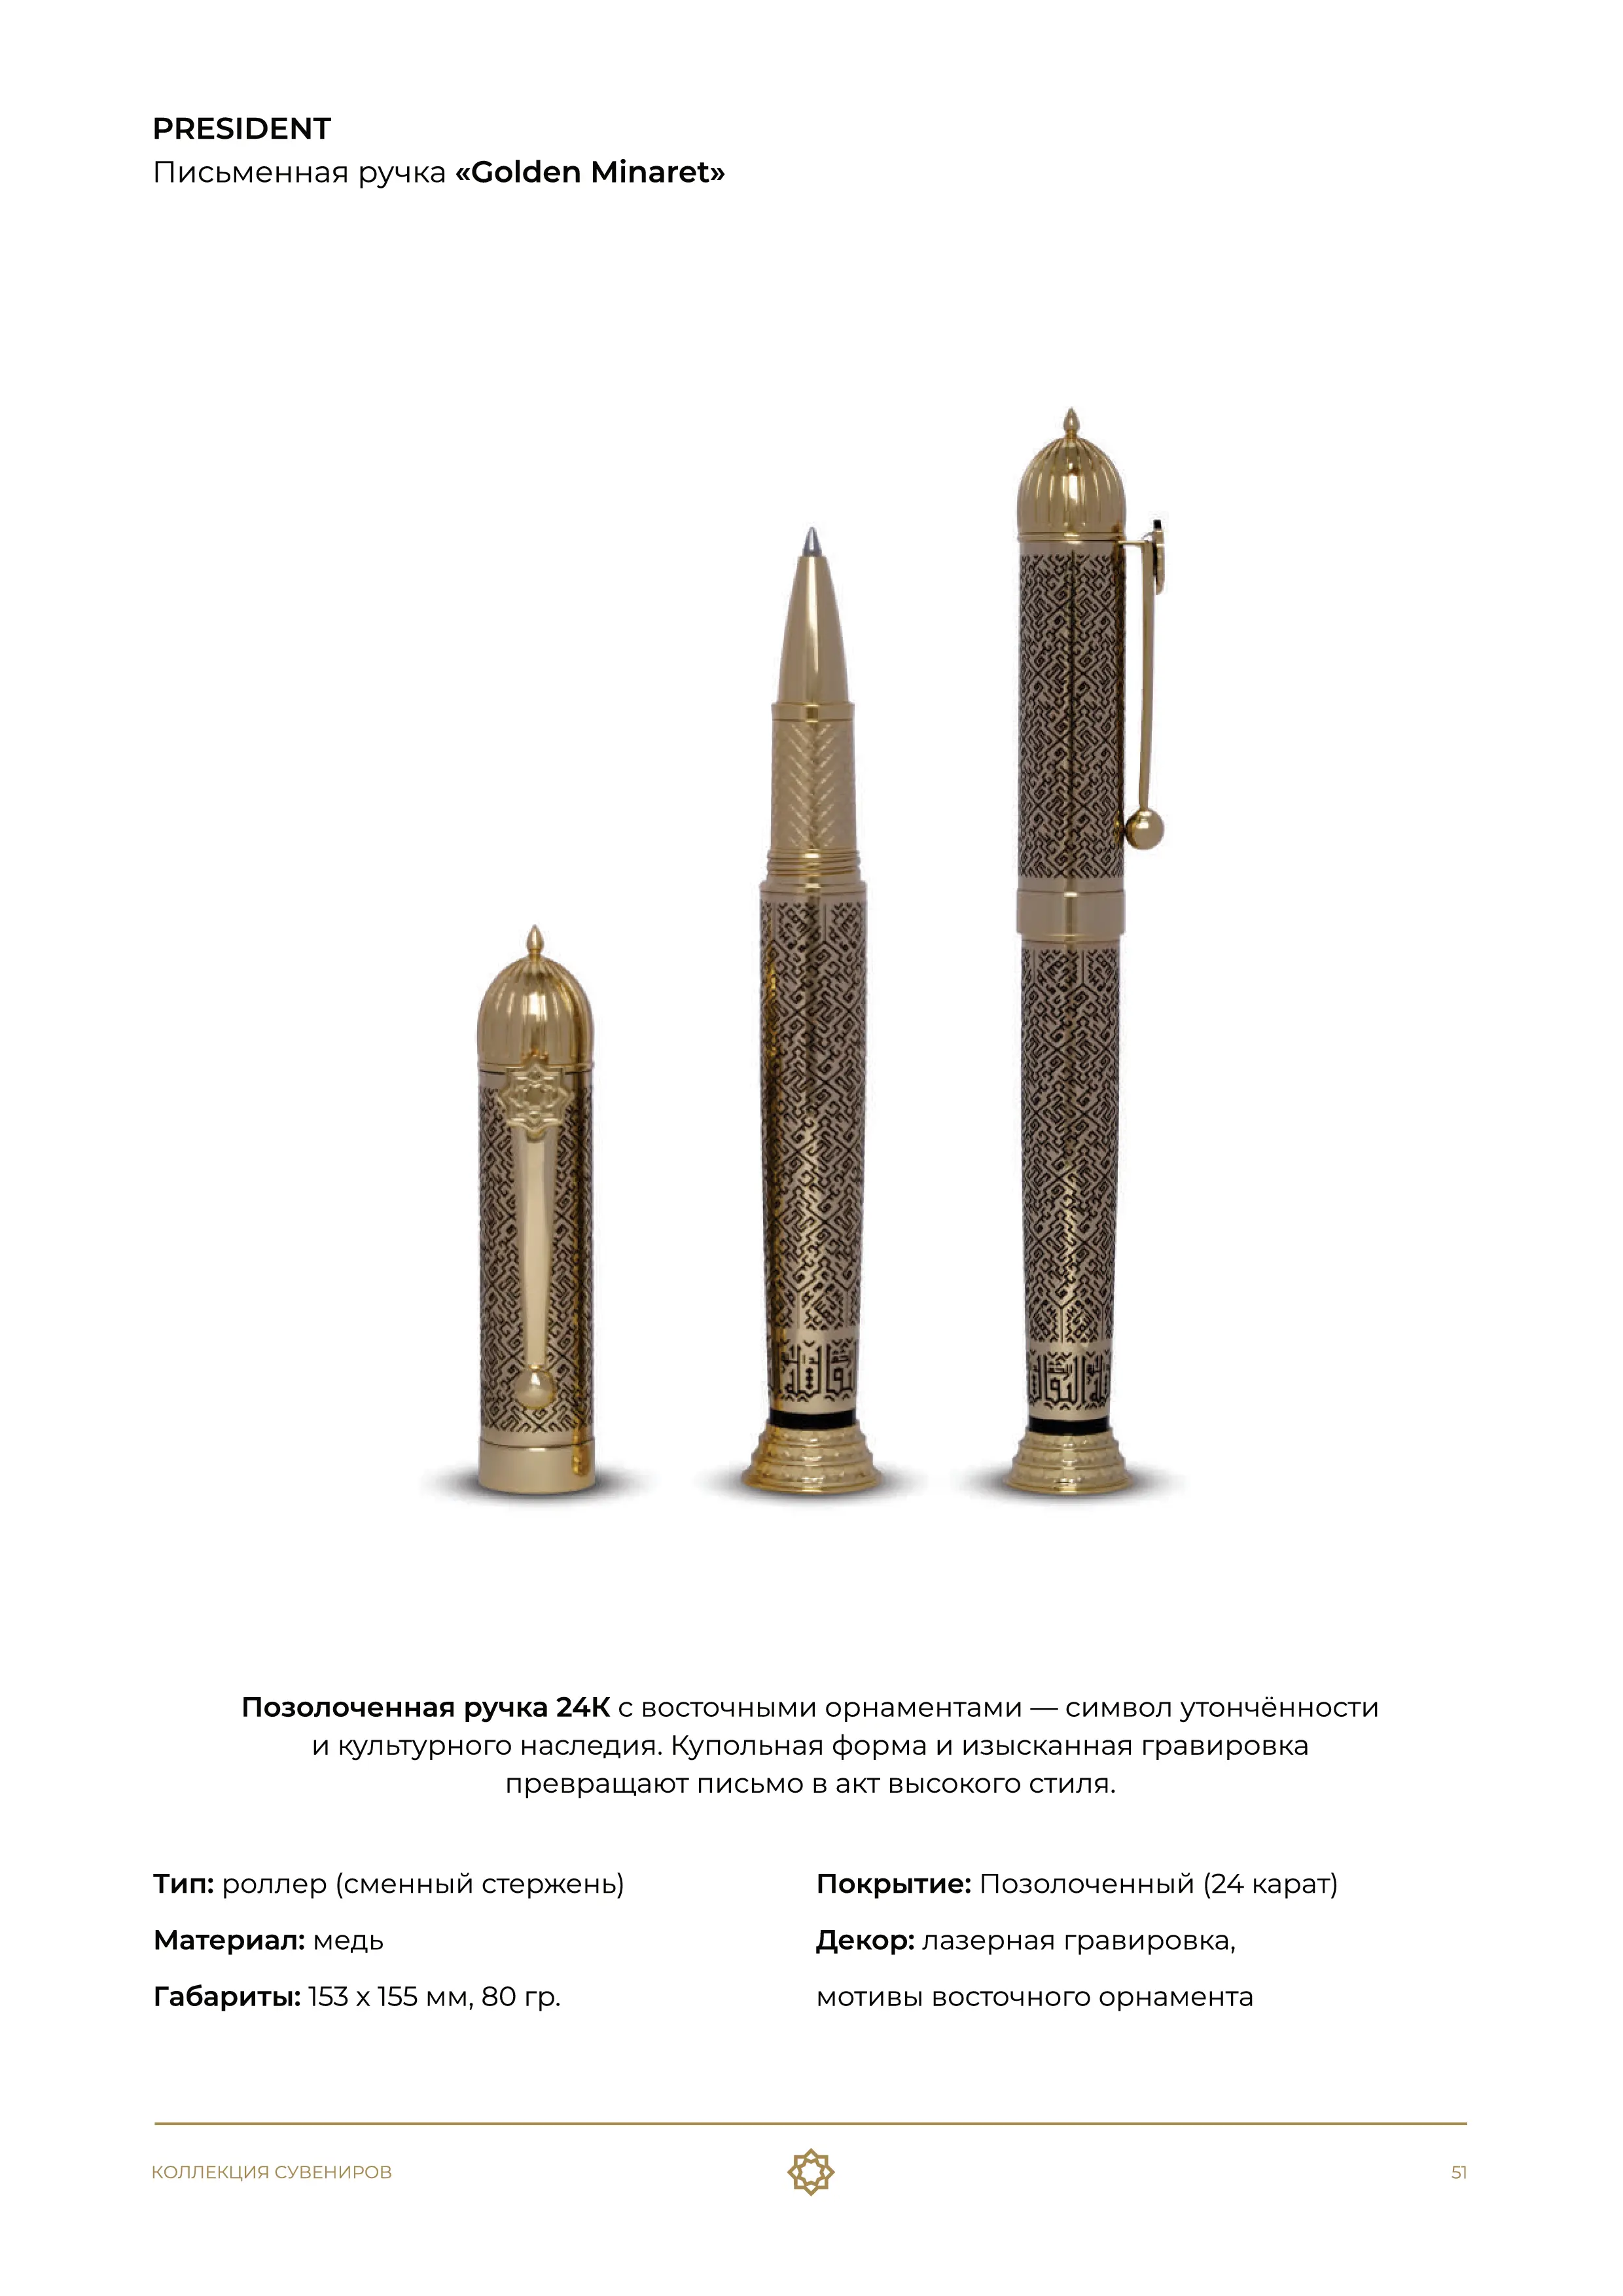 PRESIDENT
Письменная ручка «Golden Minaret»
Позолоченная ручка 24К с восточными орнаментами — символ утончённости
и культурного наследия. Купольная форма и изысканная гравировка
превращают письмо в акт высокого стиля.
Тип: роллер (сменный стержень)
Материал: медь
Габариты: 153 х 155 мм, 80 гр.
Покрытие: Позолоченный (24 карат)
Декор: лазерная гравировка,
мотивы восточного орнамента
КОЛЛЕКЦИЯ СУВЕНИРОВ
51